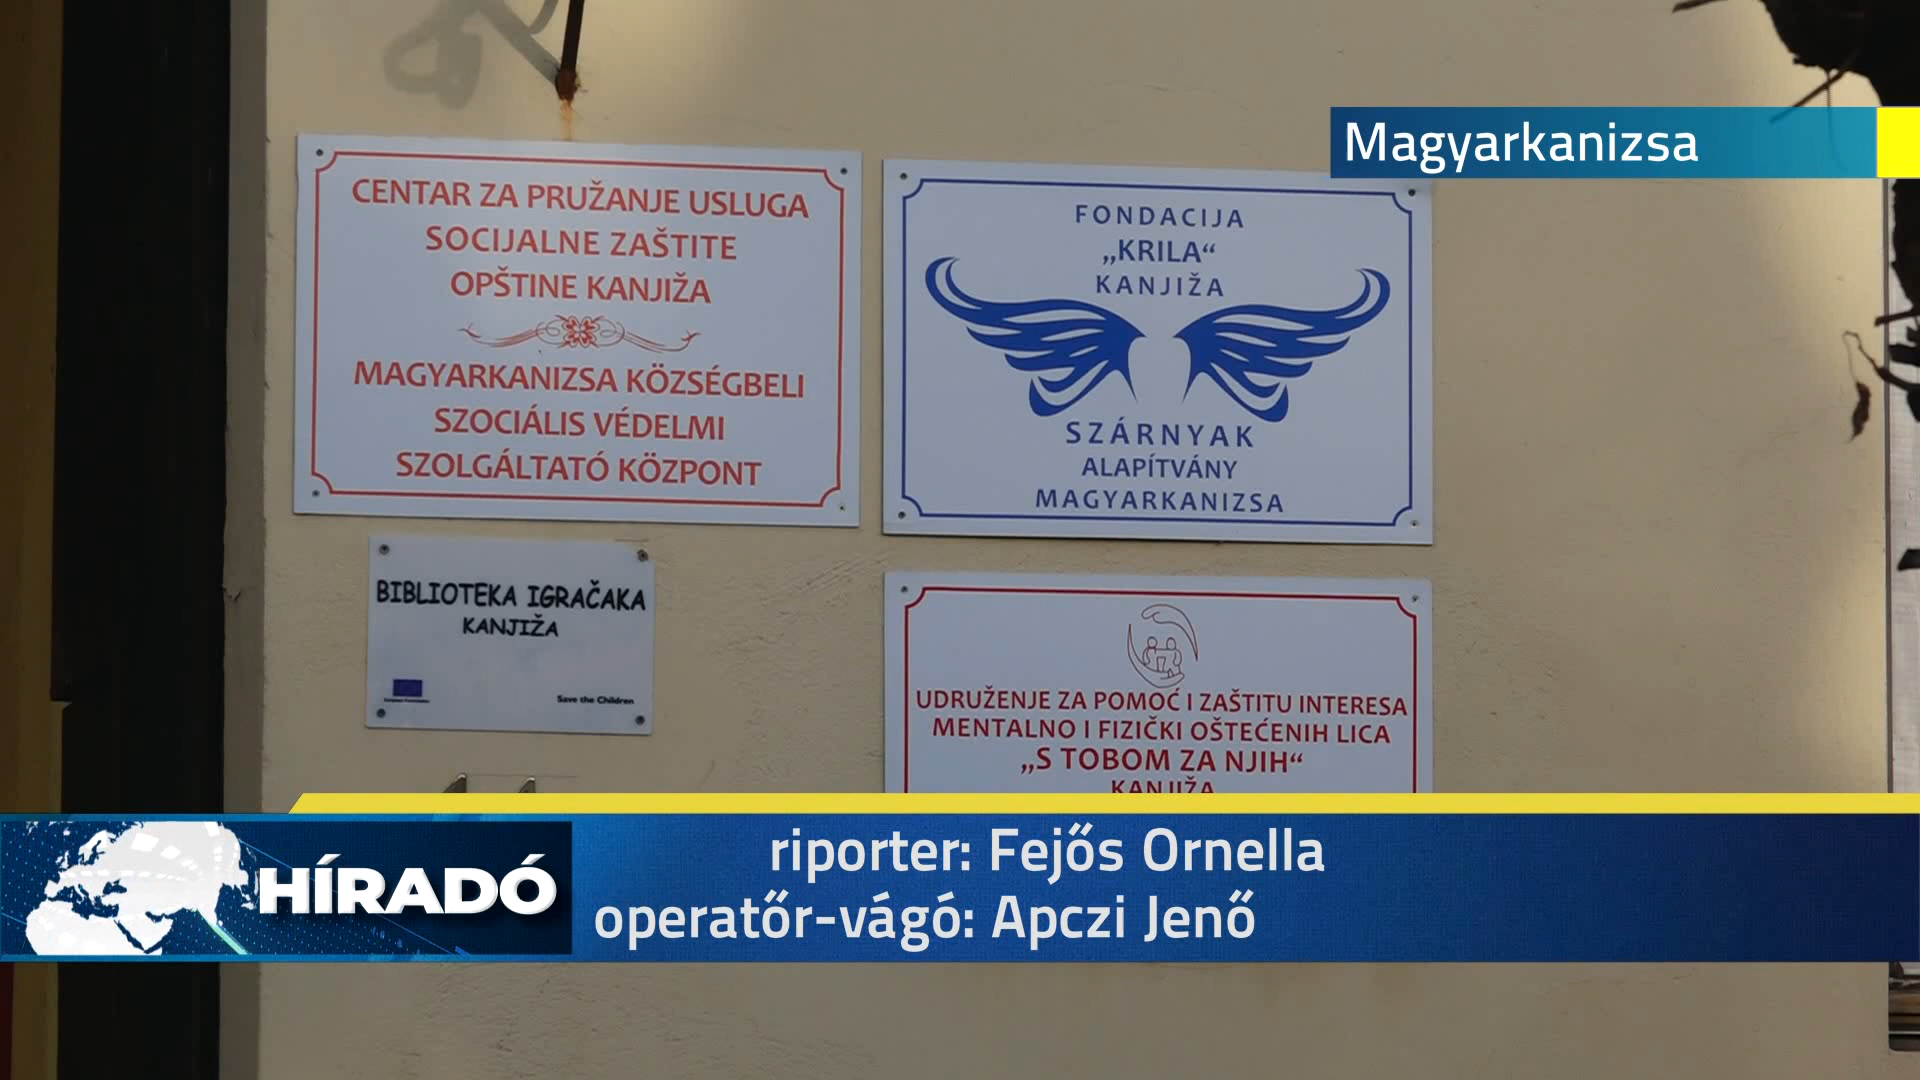 Magyarkanizsa
CENTAR ZA PRUŽANJE USLUGA
SOCIJALNE ZAŠTITE
OPŠTINE KANJIŽA
MAGYARKANIZSA KÖZSÉGBELI
SZOCIÁLIS VÉDELMI
SZOLGÁLTATÓ KÖZPONT
FONDACIJA
„KRILA“
KANJIŽA
SZÁRNYAK
ALAPÍTVÁNY
MAGYARKANIZSA
BIBLIOTEKA IGRAČAKA
KANJIŽA
Save the Children
UDRUŽENJE ZA POMOĆ I ZAŠTITU INTERESA
MENTALNO I FIZIČKI OŠTEĆENIH LICA
„S TOBOM ZA NJIH“
KANJIŽA
HÍRADÓ
riporter: Fejős Ornella
operatőr-vágó: Apczi Jenő